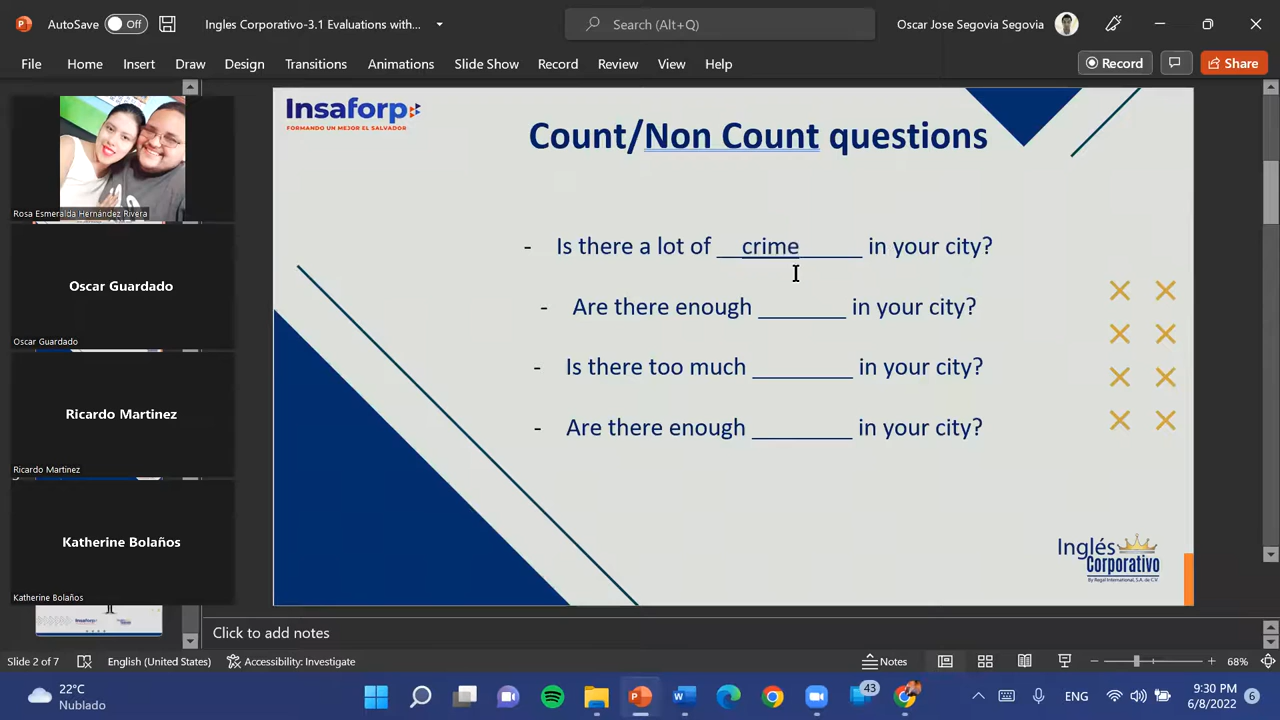 AutoSave Off Ingles Corporativo-3.1 Evaluations with... Search (Alt+Q) Oscar Jose Segovia Segovia
File Home Insert Draw Design Transitions Animations Slide Show Record Review View Help Record Share
Rosa Esmeralda Hernández Rivera
Oscar Guardado
Oscar Guardado
Ricardo Martinez
Ricardo Martinez
Katherine Bolaños
Katherine Bolaños
Insaforp
FORMANDO UN MEJOR EL SALVADOR
Count/Non Count questions
- Is there a lot of __crime_____ in your city?
- Are there enough _______ in your city?
- Is there too much ________ in your city?
- Are there enough ________ in your city?
Inglés
Corporativo
By Regal International, S.A. de C.V
Click to add notes
Slide 2 of 7 English (United States) Accessibility: Investigate Notes 68%
22°C
Nublado
43
ENG
9:30 PM
6/8/2022
6